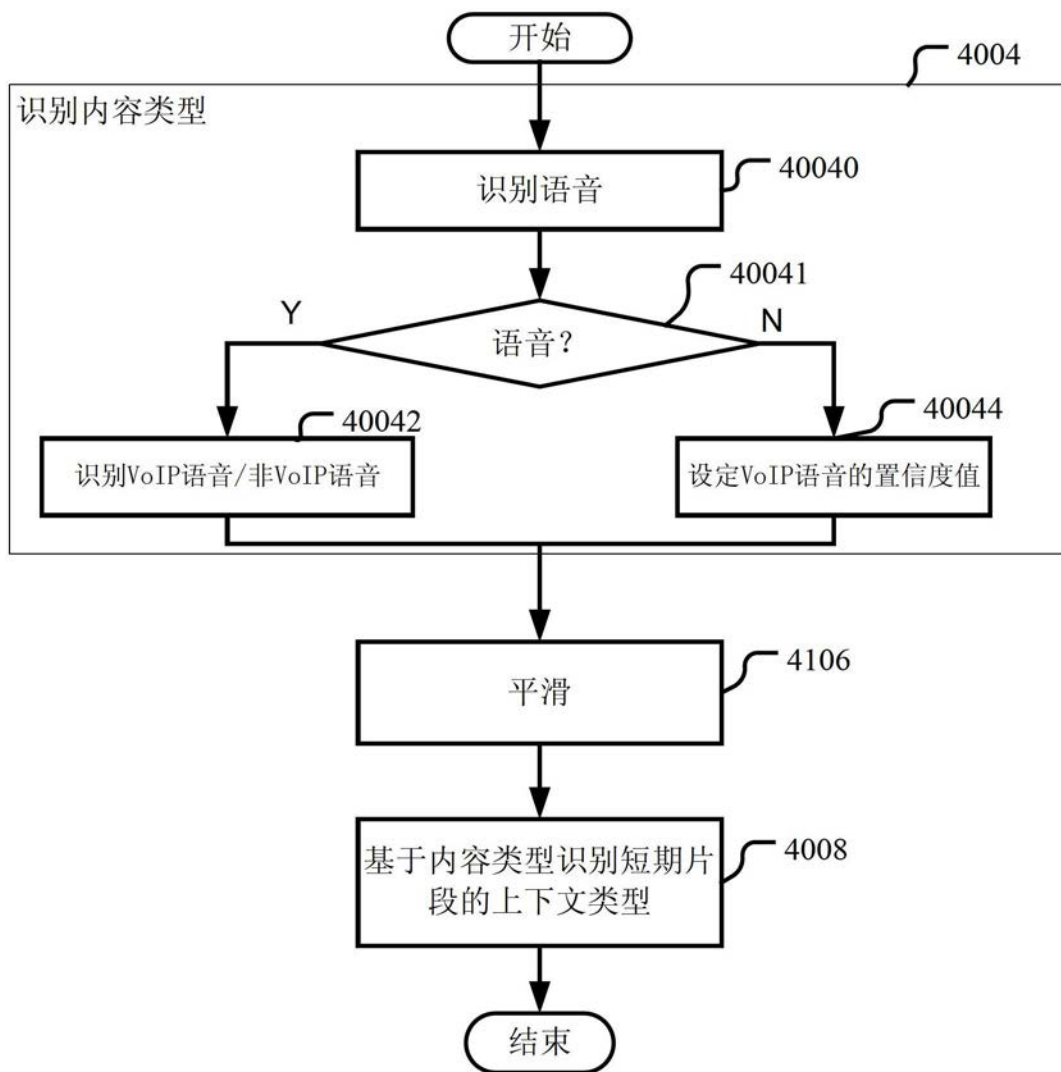 开始
4004
识别内容类型
识别语音
40040
40041
Y
语音？
N
40042
40044
识别VoIP语音/非VoIP语音
设定VoIP语音的置信度值
平滑
4106
基于内容类型识别短期片
段的上下文类型
4008
结束